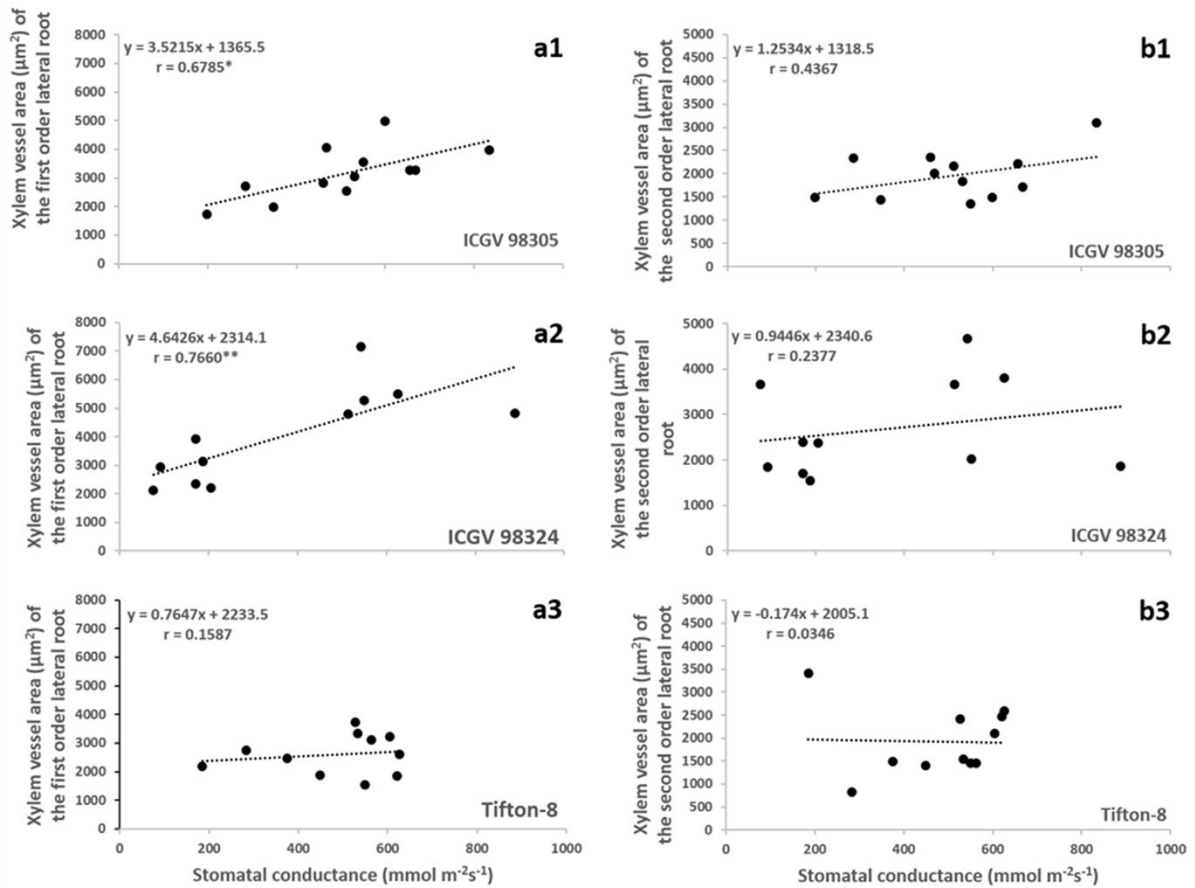 Xylem vessel area (µm²) of
the first order lateral root
8000
7000
6000
5000
4000
3000
2000
1000
0
y = 3.5215x + 1365.5
r = 0.6785*
a1
ICGV 98305
Xylem vessel area (µm²) of
the second order lateral root
5000
4500
4000
3500
3000
2500
2000
1500
1000
500
0
y = 1.2534x + 1318.5
r = 0.4367
b1
ICGV 98305
Xylem vessel area (µm²) of
the first order lateral root
8000
7000
6000
5000
4000
3000
2000
1000
0
y = 4.6426x + 2314.1
r = 0.7660**
a2
ICGV 98324
Xylem vessel area (µm²) of
the second order lateral
root
5000
4000
3000
2000
1000
0
y = 0.9446x + 2340.6
r = 0.2377
b2
ICGV 98324
Xylem vessel area (µm²) of
the first order lateral root
8000
7000
6000
5000
4000
3000
2000
1000
0
y = 0.7647x + 2233.5
r = 0.1587
a3
Tifton-8
0 200 400 600 800 1000
Stomatal conductance (mmol m⁻²s⁻¹)
Xylem vessel area (µm²) of
the second order lateral root
5000
4500
4000
3500
3000
2500
2000
1500
1000
500
0
y = -0.174x + 2005.1
r = 0.0346
b3
Tifton-8
0 200 400 600 800 1000
Stomatal conductance (mmol m⁻²s⁻¹)